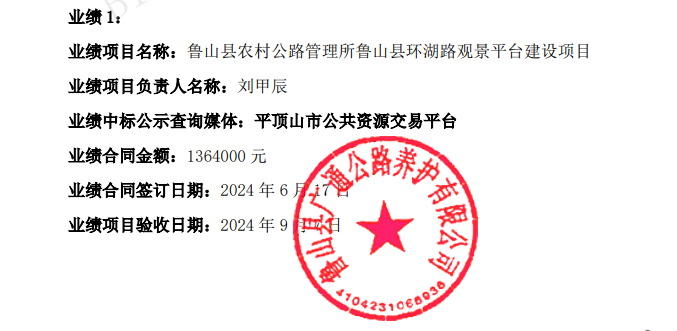 业绩 1：
业绩项目名称：鲁山县农村公路管理所鲁山县环湖路观景平台建设项目
业绩项目负责人名称：刘甲辰
业绩中标公示查询媒体：平顶山市公共资源交易平台
业绩合同金额：1364000 元
业绩合同签订日期：2024 年 6 月 17 日
业绩项目验收日期：2024 年 9 月 日
鲁山县广通公路养护有限公司
4104231068936